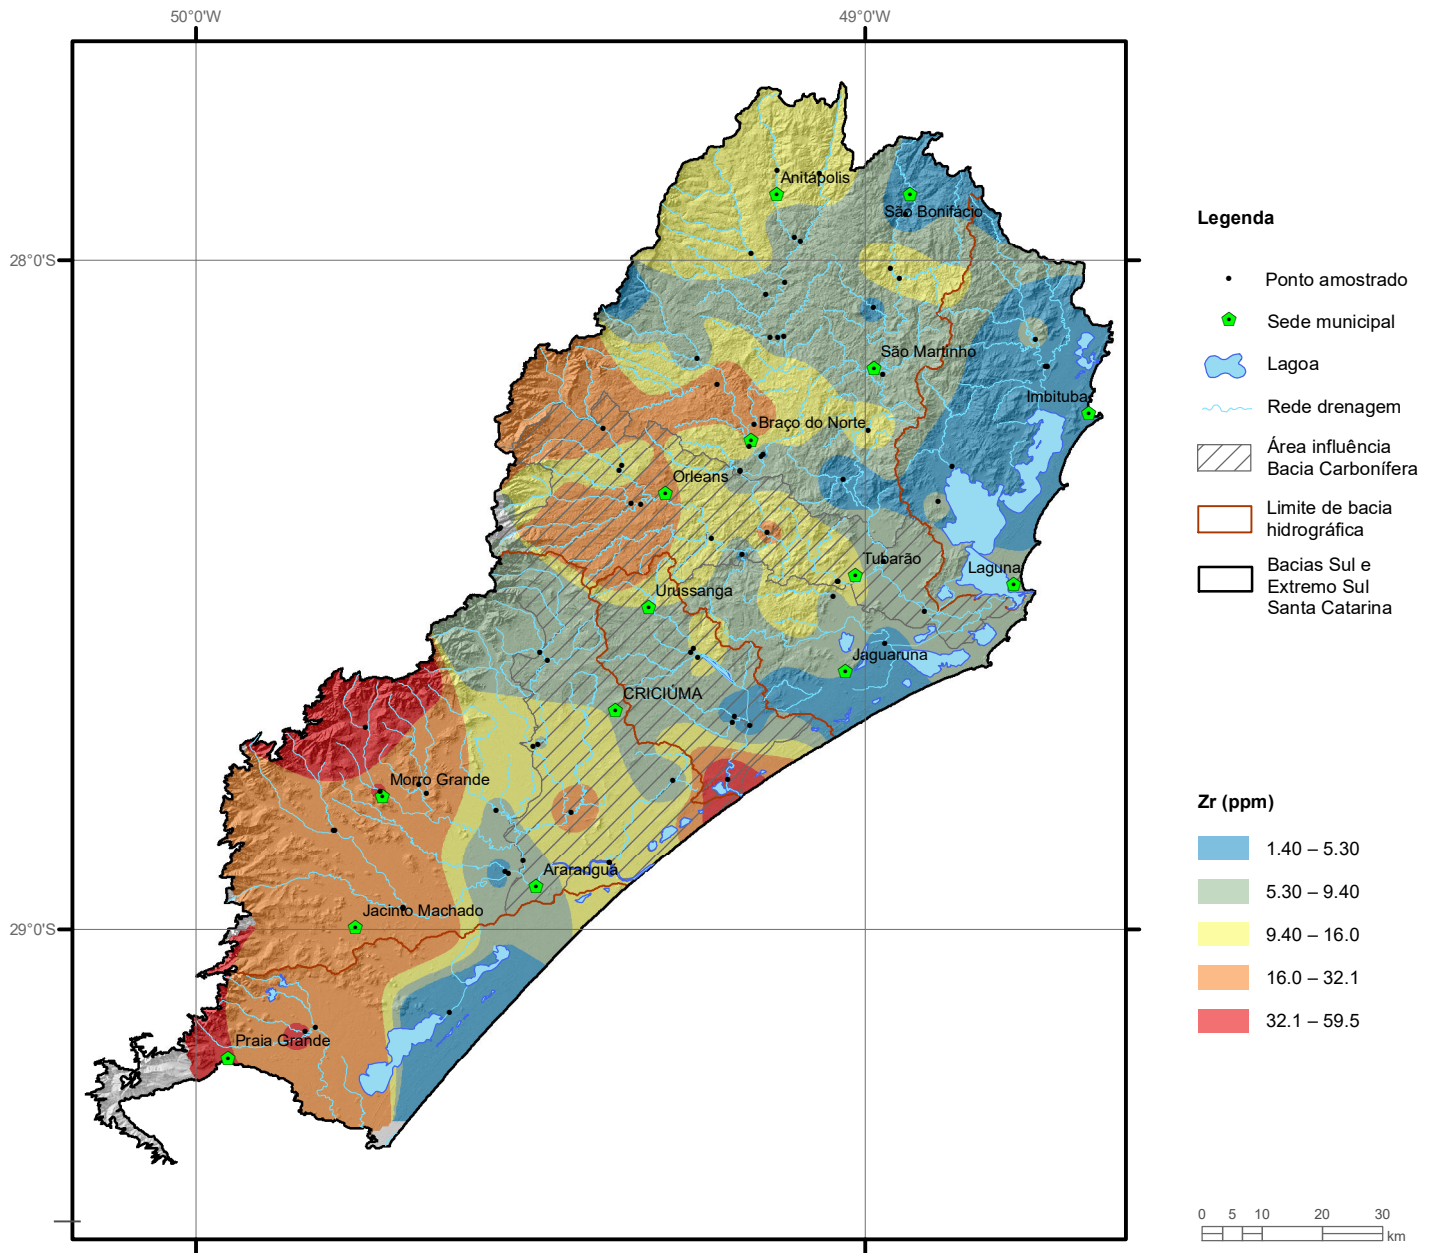 50°0'W
49°0'W
28°0'S
29°0'S
Anitápolis
São Bonifácio
São Martinho
Imbituba
Braço do Norte
Orleans
Tubarão
Laguna
Urussanga
Jaguaruna
CRICIÚMA
Morro Grande
Araranguá
Jacinto Machado
Praia Grande
Legenda
Ponto amostrado
Sede municipal
Lagoa
Rede drenagem
Área influência
Bacia Carbonífera
Limite de bacia
hidrográfica
Bacias Sul e
Extremo Sul
Santa Catarina
Zr (ppm)
1.40 – 5.30
5.30 – 9.40
9.40 – 16.0
16.0 – 32.1
32.1 – 59.5
0 5 10 20 30
km